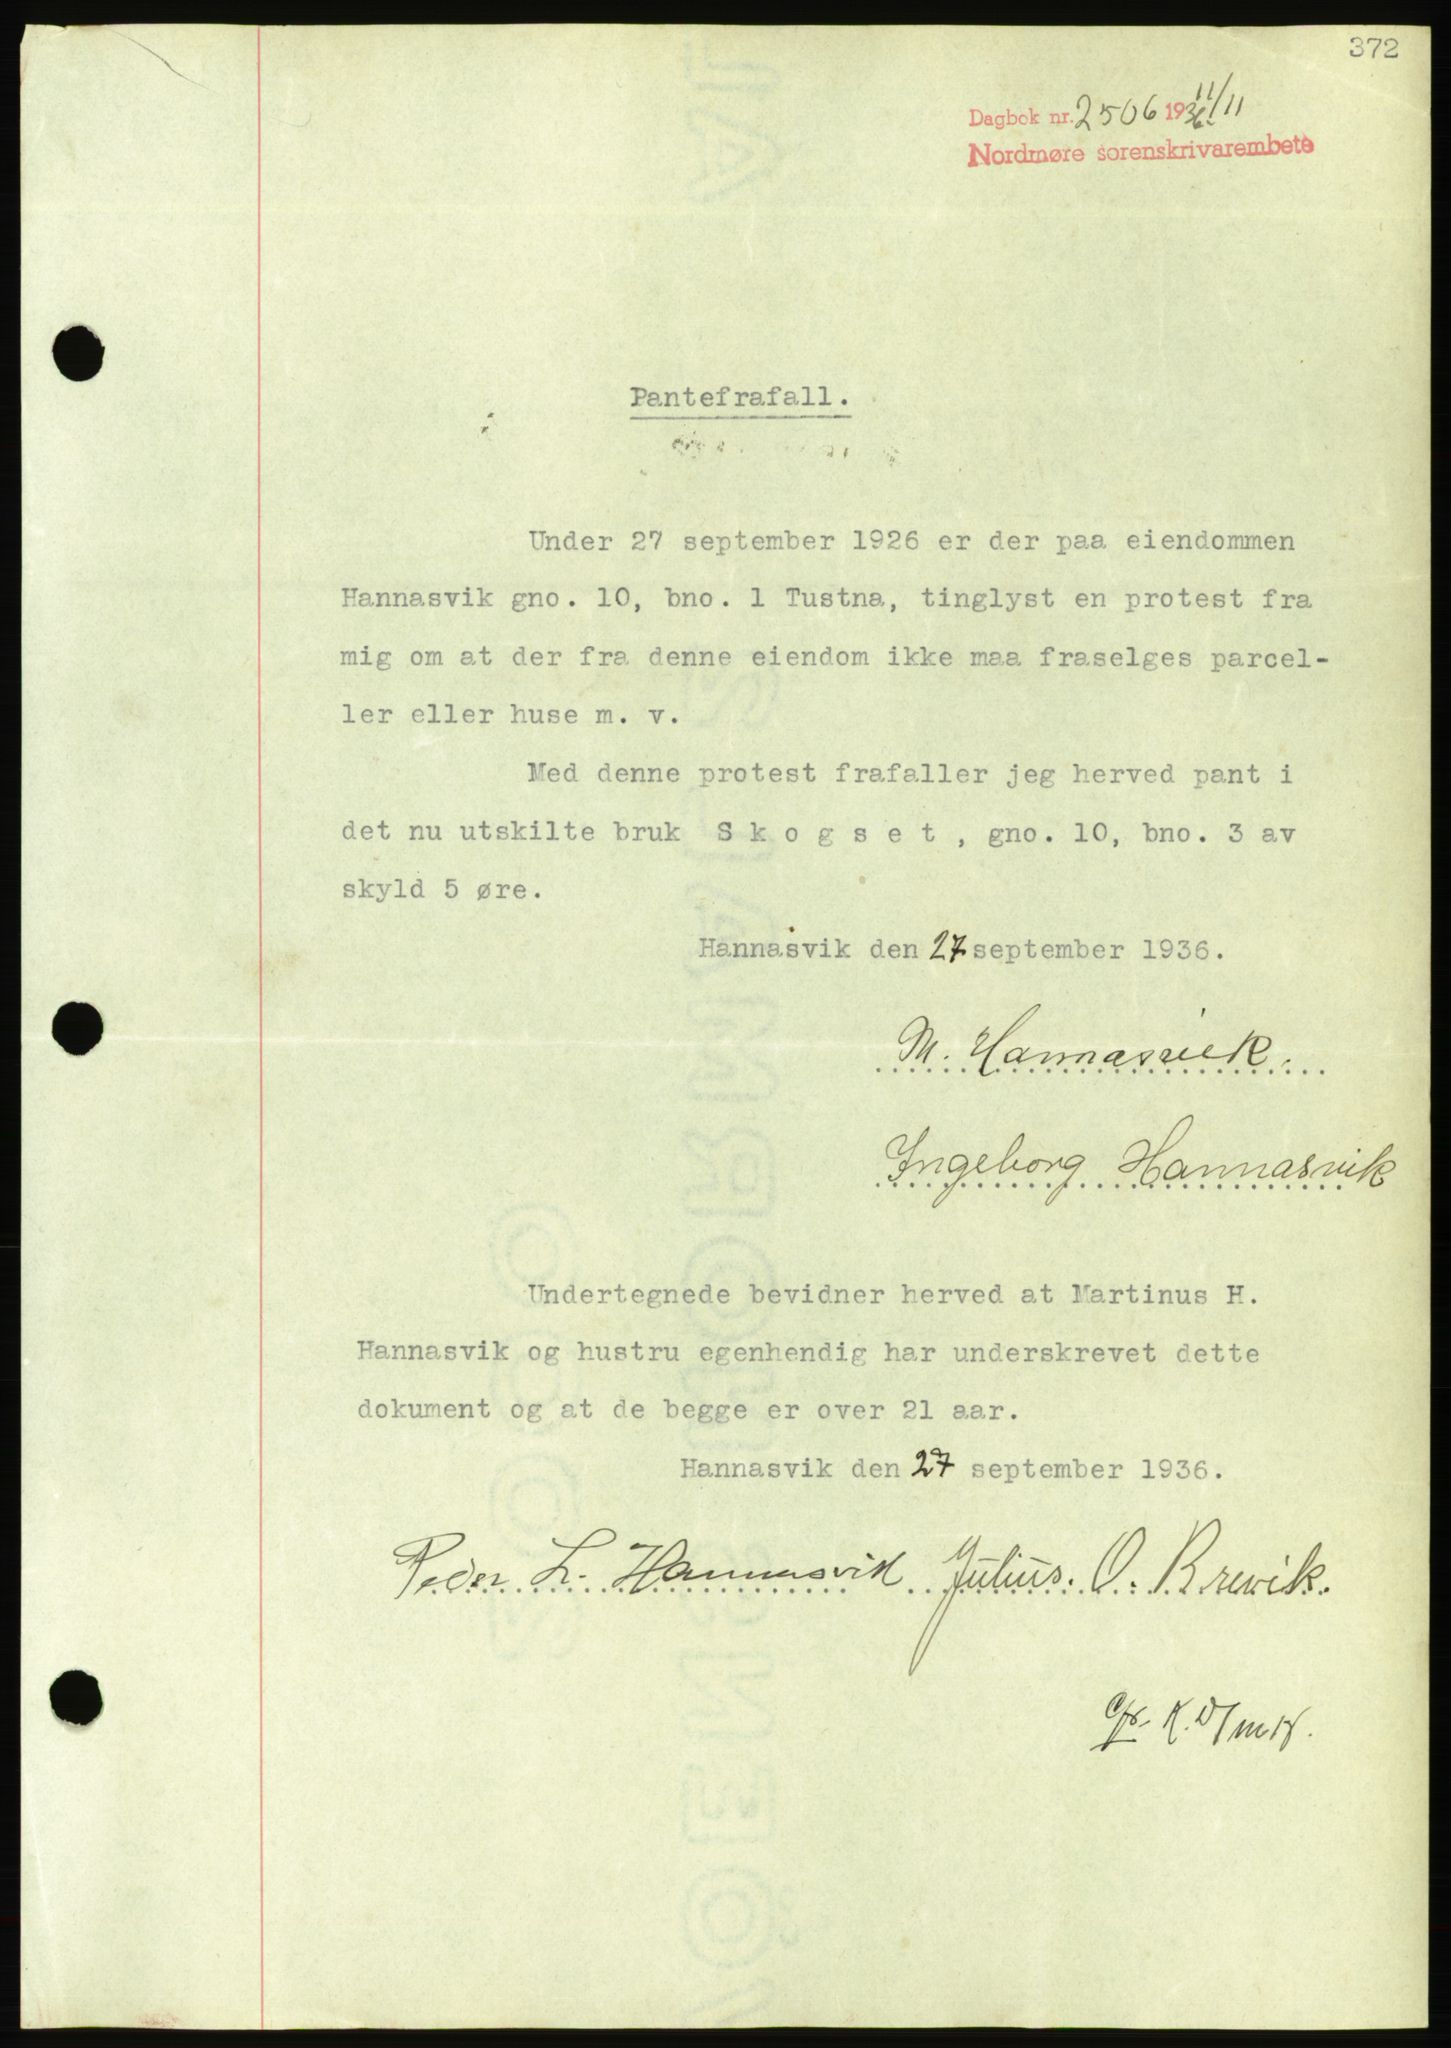 372
Dagbok nr. 2506 1936 11/11
Nordmøre sorenskrivarembete
Pantefrafall.
Under 27 september 1926 er der paa eiendommen
Hannasvik gno. 10, bno. 1 Tustna, tinglyst en protest fra
mig om at der fra denne eiendom ikke maa fraselges parcel-
ler eller huse m. v.
Med denne protest frafaller jeg herved pant i
det nu utskilte bruk S k o g s e t , gno. 10, bno. 3 av
skyld 5 øre.
Hannasvik den 27 september 1936.
M. Hannasvik.
Ingeborg Hannasvik
Undertegnede bevidner herved at Martinus H.
Hannasvik og hustru egenhendig har underskrevet dette
dokument og at de begge er over 21 aar.
Hannasvik den 27 september 1936.
Peder L. Hannasvik Julius. O. Brevik.